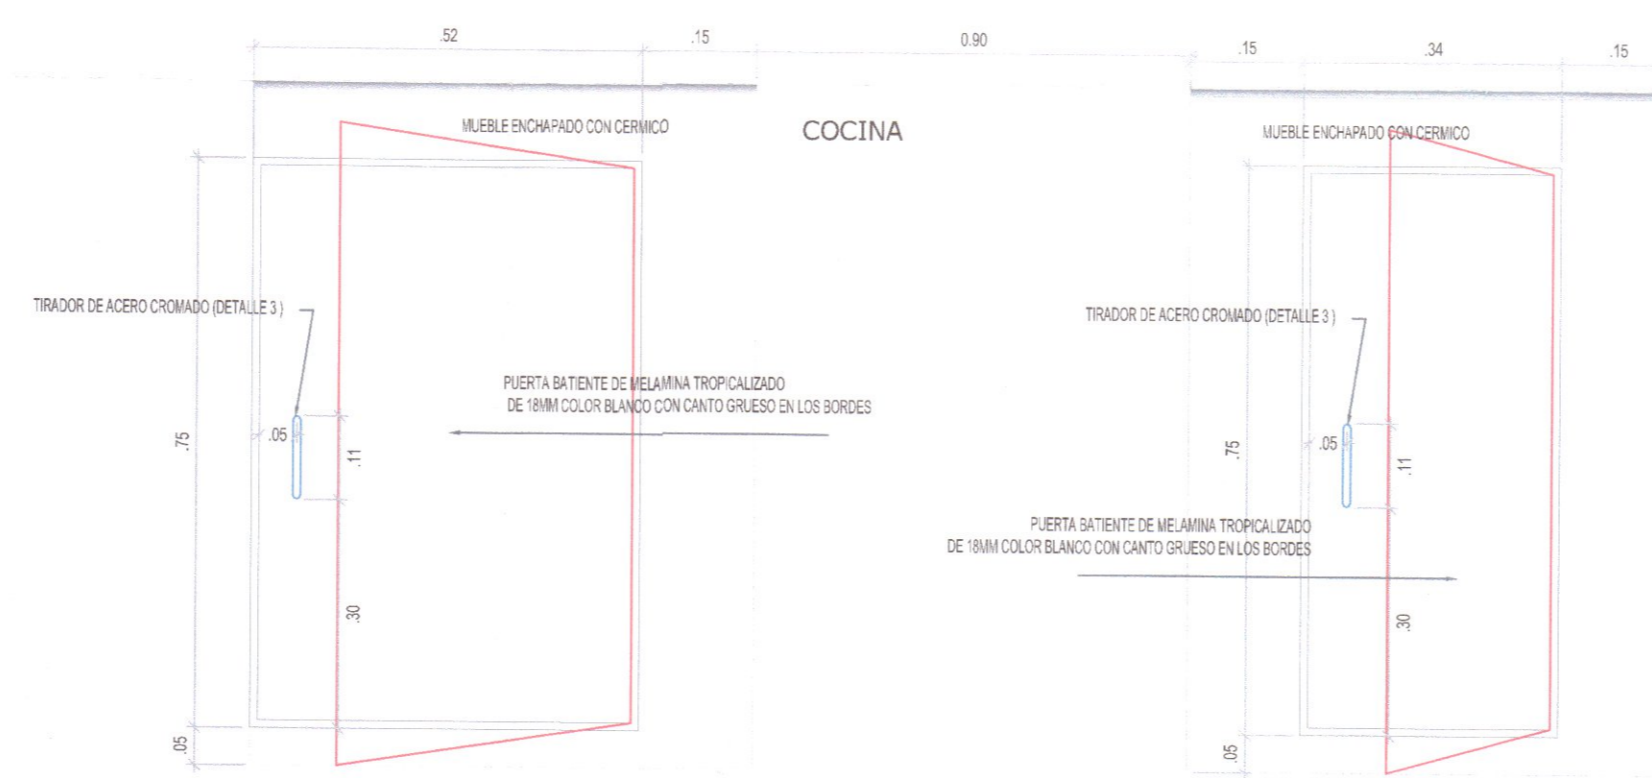 .52
.15
0.90
.15
.34
.15
MUEBLE ENCHAPADO CON CERMICO
COCINA
MUEBLE ENCHAPADO CON CERMICO
TIRADOR DE ACERO CROMADO (DETALLE 3 )
PUERTA BATIENTE DE MELAMINA TROPICALIZADO
DE 18MM COLOR BLANCO CON CANTO GRUESO EN LOS BORDES
.75
.05
.11
.30
.05
TIRADOR DE ACERO CROMADO (DETALLE 3 )
.75
.05
.11
PUERTA BATIENTE DE MELAMINA TROPICALIZADO
DE 18MM COLOR BLANCO CON CANTO GRUESO EN LOS BORDES
.30
.05